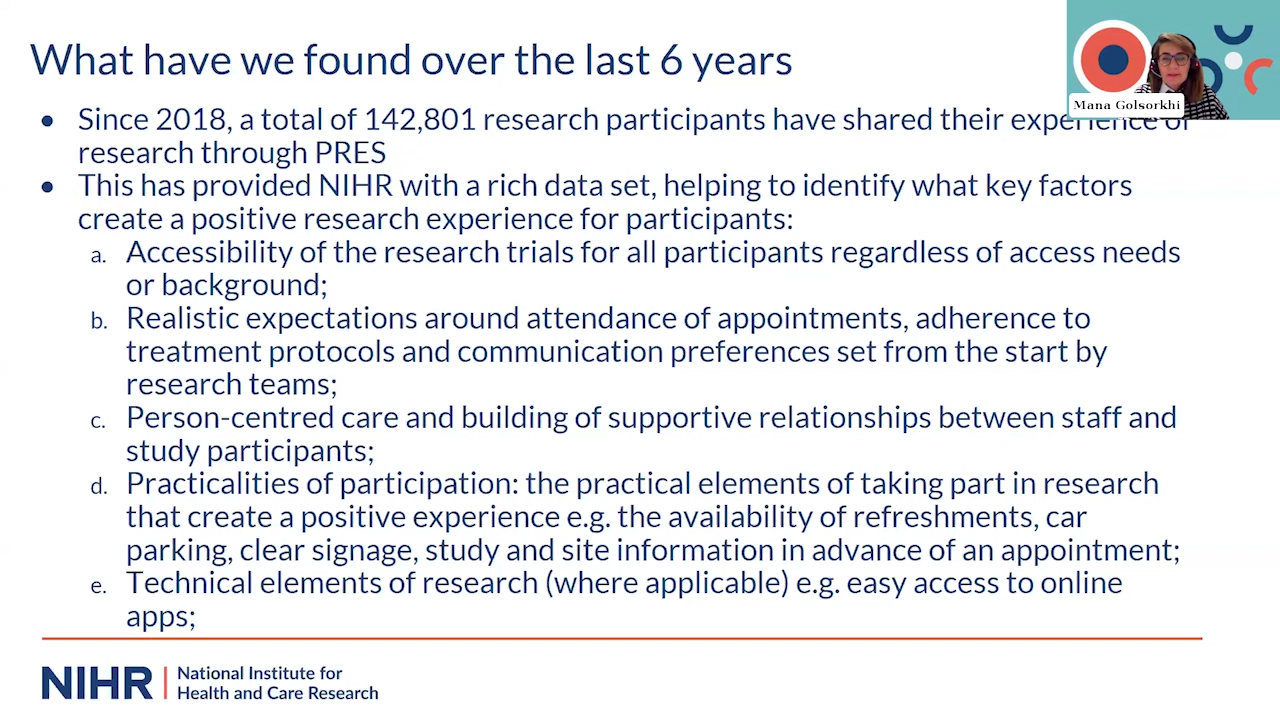 What have we found over the last 6 years
Mana Golsorkhi
• Since 2018, a total of 142,801 research participants have shared their experience of
research through PRES
• This has provided NIHR with a rich data set, helping to identify what key factors
create a positive research experience for participants:
a. Accessibility of the research trials for all participants regardless of access needs
or background;
b. Realistic expectations around attendance of appointments, adherence to
treatment protocols and communication preferences set from the start by
research teams;
c. Person-centred care and building of supportive relationships between staff and
study participants;
d. Practicalities of participation: the practical elements of taking part in research
that create a positive experience e.g. the availability of refreshments, car
parking, clear signage, study and site information in advance of an appointment;
e. Technical elements of research (where applicable) e.g. easy access to online
apps;
NIHR
National Institute for
Health and Care Research